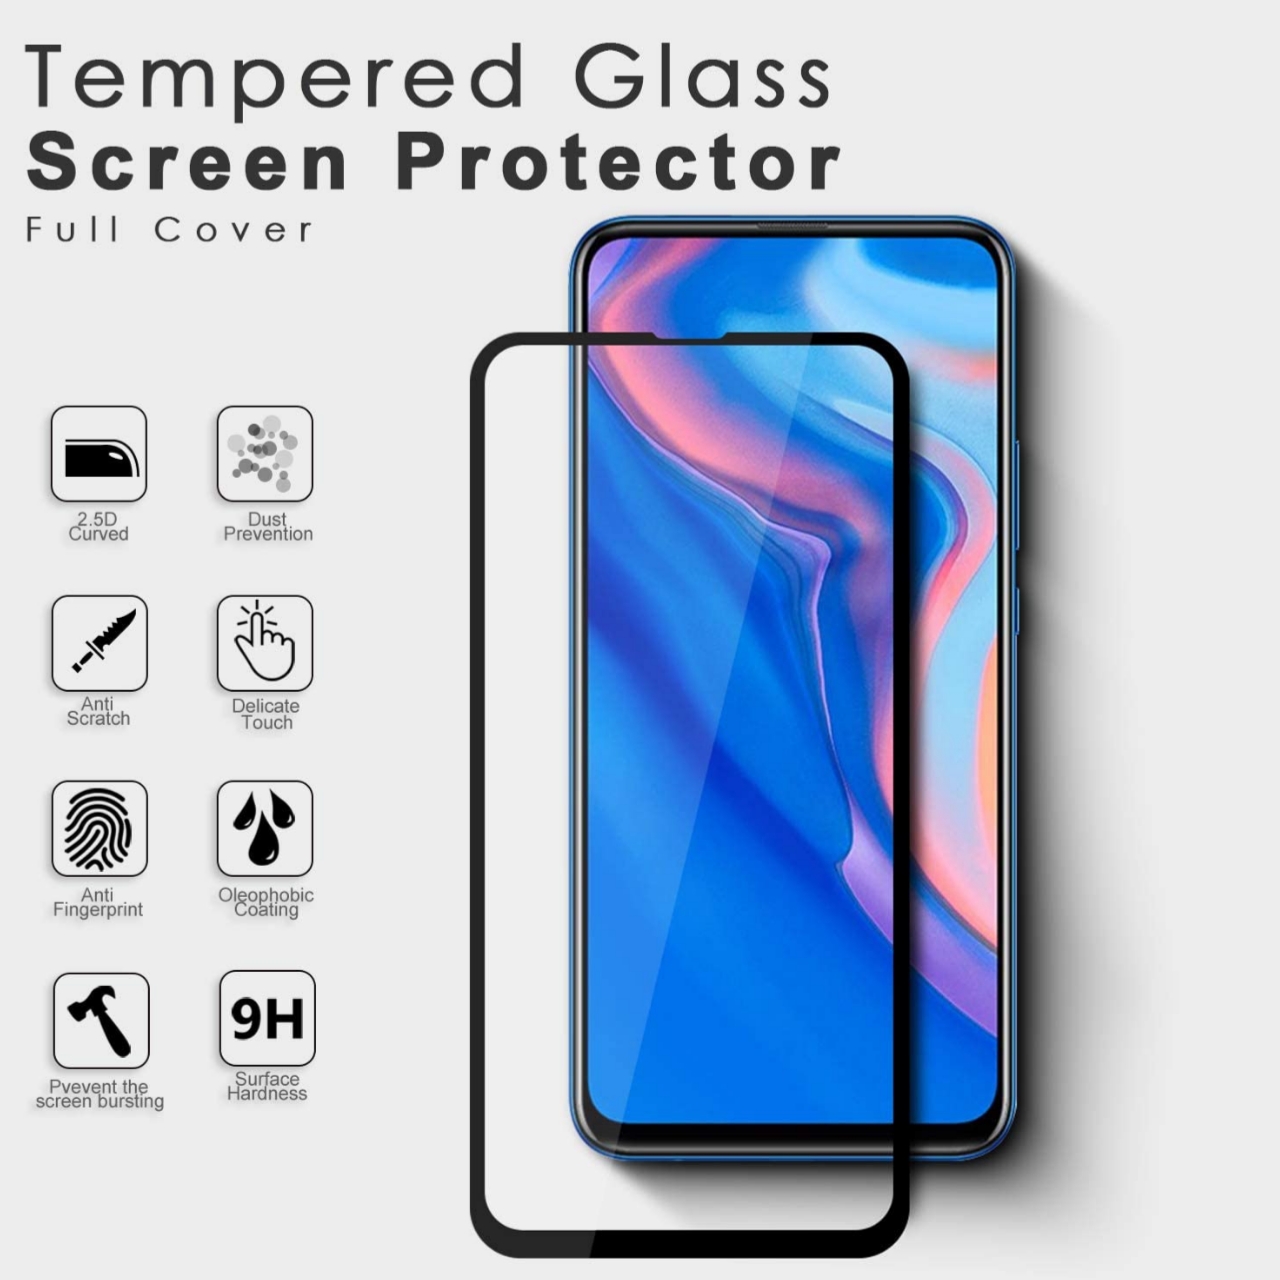 Tempered Glass
Screen Protector
Full Cover
2.5D
Curved
Dust
Prevention
Anti
Scratch
Delicate
Touch
Anti
Fingerprint
Oleophobic
Coating
Pvevent the
screen bursting
9H
Surface
Hardness